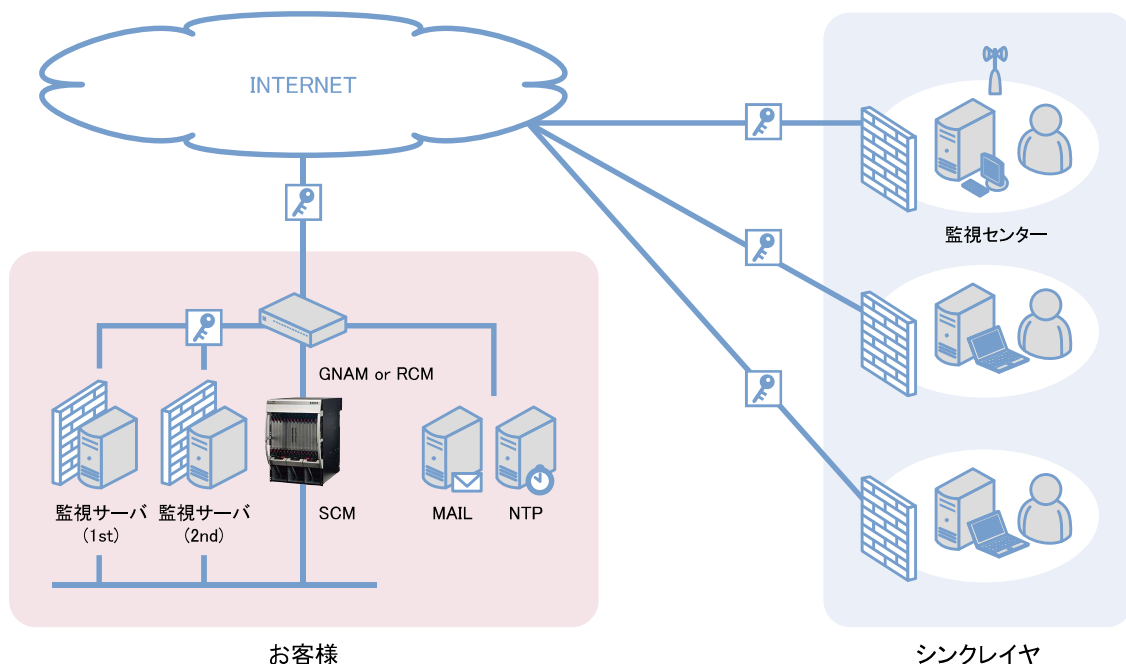 INTERNET
監視センター
GNAM or RCM
監視サーバ
(1st)
監視サーバ
(2nd)
SCM
MAIL
NTP
お客様
シンクレイヤ